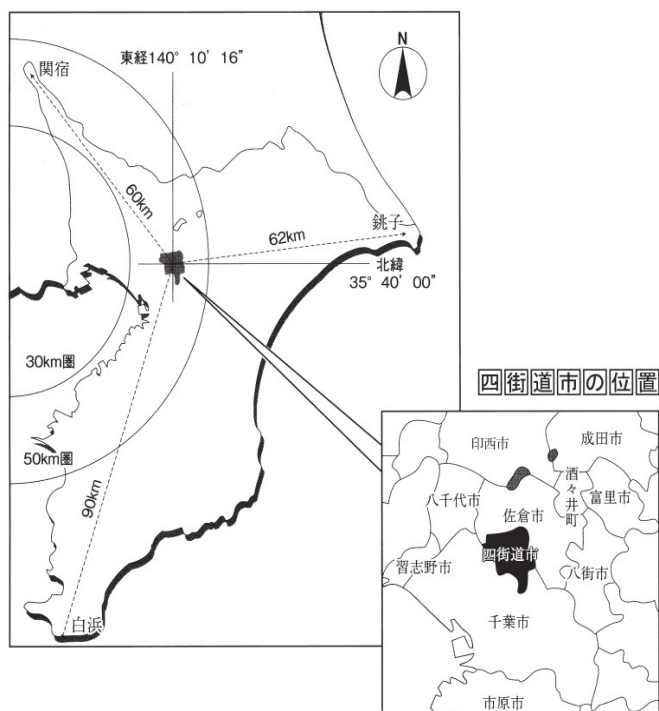 東経140°10'16"
N
関宿
60km
62km
銚子
北緯
35°40'00"
30km圏
50km圏
90km
白浜
四街道市の位置
印西市
成田市
酒々井町
富里市
八千代市
佐倉市
四街道市
習志野市
八街市
千葉市
市原市